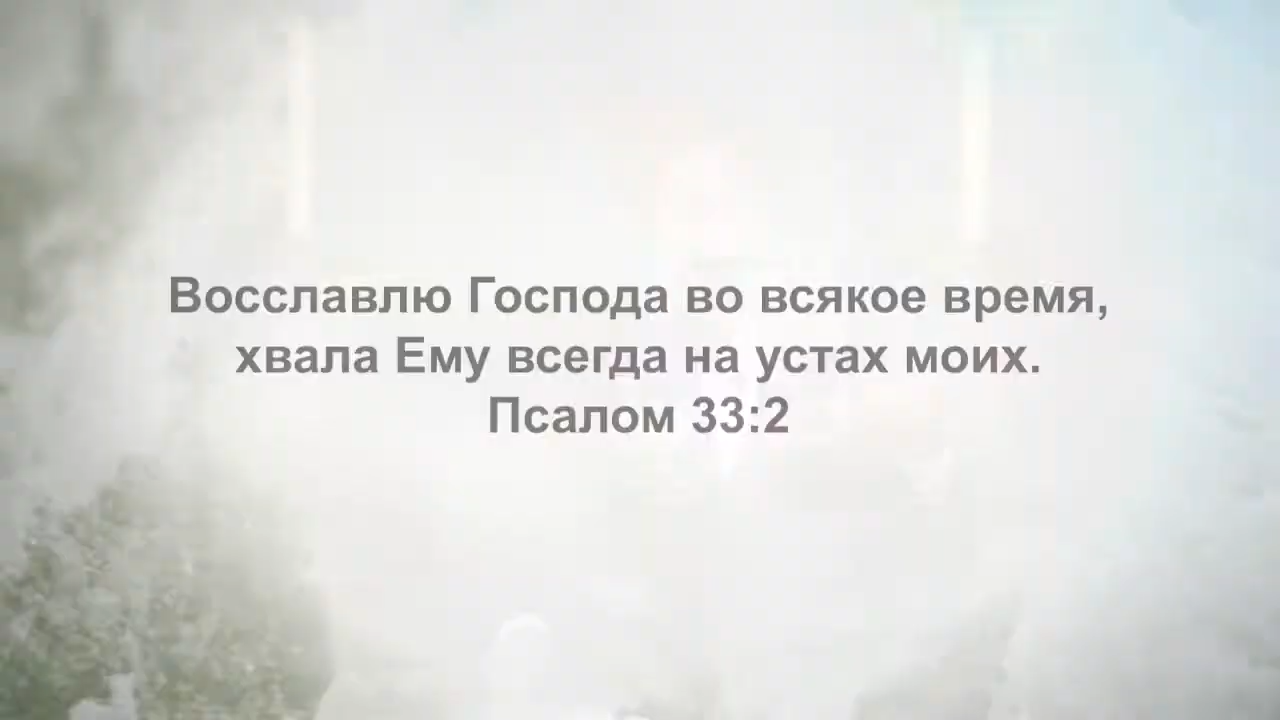 Восславлю Господа во всякое время,
хвала Ему всегда на устах моих.
Псалом 33:2